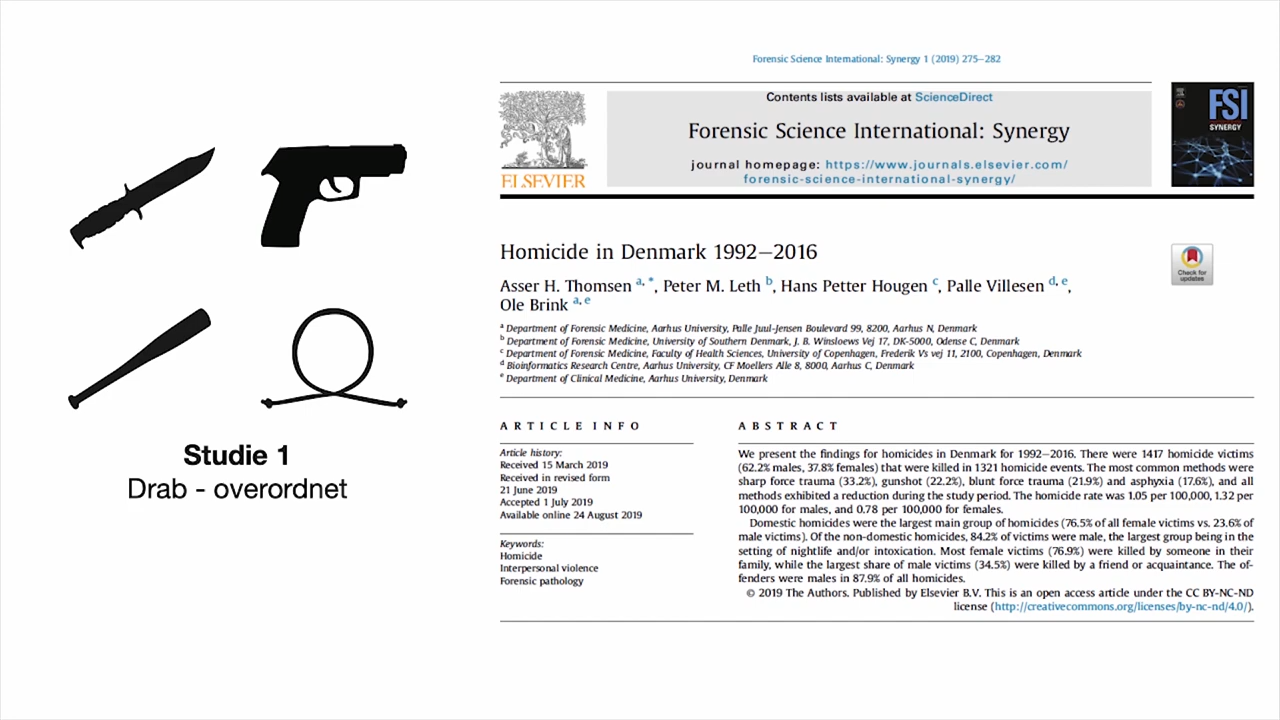 Studie 1
Drab - overordnet
Forensic Science International: Synergy 1 (2019) 275–282
Contents lists available at ScienceDirect
Forensic Science International: Synergy
journal homepage: https://www.journals.elsevier.com/
forensic-science-international-synergy/
ELSEVIER
FSI
SYNERGY
Homicide in Denmark 1992–2016
Check for
updates
Asser H. Thomsen a, *, Peter M. Leth b, Hans Petter Hougen c, Palle Villesen d, e,
Ole Brink a, e
a Department of Forensic Medicine, Aarhus University, Palle Juul-Jensen Boulevard 99, 8200, Aarhus N, Denmark
b Department of Forensic Medicine, University of Southern Denmark, J. B. Winsloews Vej 17, DK-5000, Odense C, Denmark
c Department of Forensic Medicine, Faculty of Health Sciences, University of Copenhagen, Frederik Vs vej 11, 2100, Copenhagen, Denmark
d Bioinformatics Research Centre, Aarhus University, CF Moellers Alle 8, 8000, Aarhus C, Denmark
e Department of Clinical Medicine, Aarhus University, Denmark
ARTICLE INFO
Article history:
Received 15 March 2019
Received in revised form
21 June 2019
Accepted 1 July 2019
Available online 24 August 2019
Keywords:
Homicide
Interpersonal violence
Forensic pathology
ABSTRACT
We present the findings for homicides in Denmark for 1992–2016. There were 1417 homicide victims
(62.2% males, 37.8% females) that were killed in 1321 homicide events. The most common methods were
sharp force trauma (33.2%), gunshot (22.2%), blunt force trauma (21.9%) and asphyxia (17.6%), and all
methods exhibited a reduction during the study period. The homicide rate was 1.05 per 100,000, 1.32 per
100,000 for males, and 0.78 per 100,000 for females.
Domestic homicides were the largest main group of homicides (76.5% of all female victims vs. 23.6% of
male victims). Of the non-domestic homicides, 84.2% of victims were male, the largest group being in the
setting of nightlife and/or intoxication. Most female victims (76.9%) were killed by someone in their
family, while the largest share of male victims (34.5%) were killed by a friend or acquaintance. The of-
fenders were males in 87.9% of all homicides.
© 2019 The Authors. Published by Elsevier B.V. This is an open access article under the CC BY-NC-ND
license (http://creativecommons.org/licenses/by-nc-nd/4.0/).